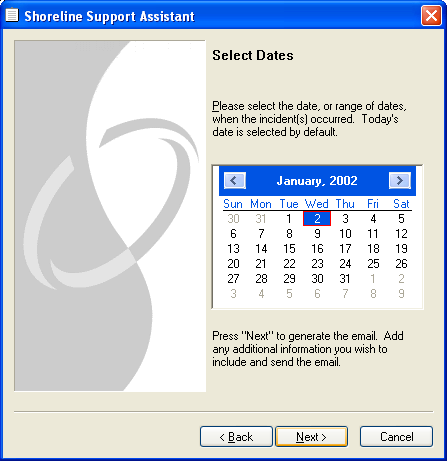 Shoreline Support Assistant
Select Dates
Please select the date, or range of dates,
when the incident(s) occurred. Today's
date is selected by default.
January, 2002
Sun Mon Tue Wed Thu Fri Sat
30 31 1 2 3 4 5
6 7 8 9 10 11 12
13 14 15 16 17 18 19
20 21 22 23 24 25 26
27 28 29 30 31 1 2
3 4 5 6 7 8 9
Press "Next" to generate the email. Add
any additional information you wish to
include and send the email.
< Back Next > Cancel